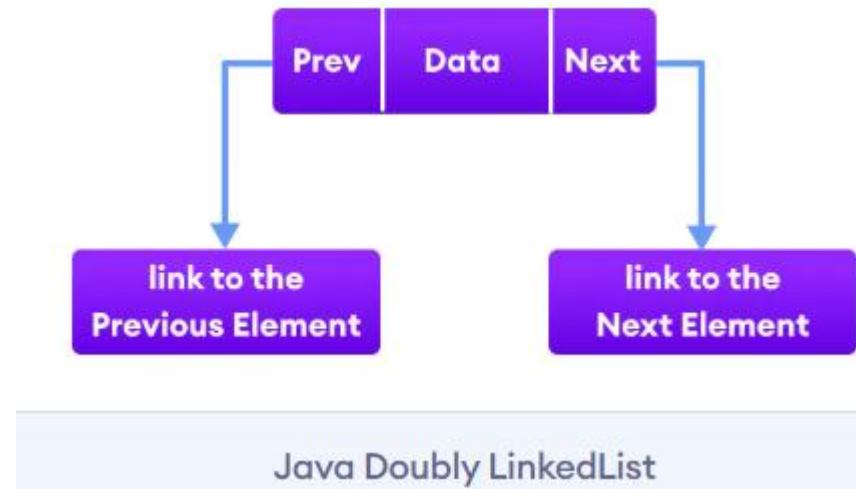 Prev Data Next
link to the
Previous Element
link to the
Next Element
Java Doubly LinkedList